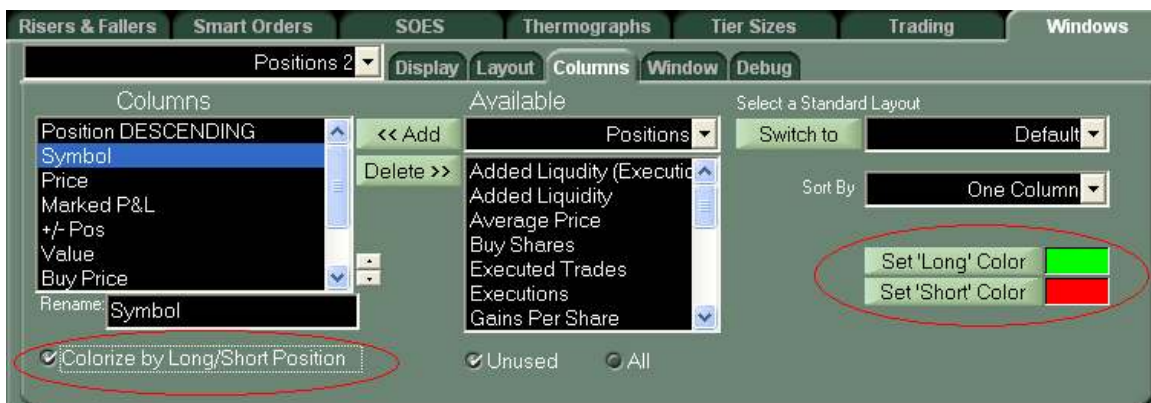 Risers & Fallers Smart Orders SOES Thermographs Tier Sizes Trading Windows
Positions 2 Display Layout Columns Window Debug
Columns Available Select a Standard Layout
Position DESCENDING << Add Positions Switch to Default
Symbol Delete >> Added Liqudity (Executic
Price Added Liquidity Sort By One Column
Marked P&L Average Price
+/- Pos Buy Shares
Value Executed Trades Set 'Long' Color
Buy Price Executions Set 'Short' Color
Rename: Symbol Gains Per Share
Colorize by Long/Short Position Unused All